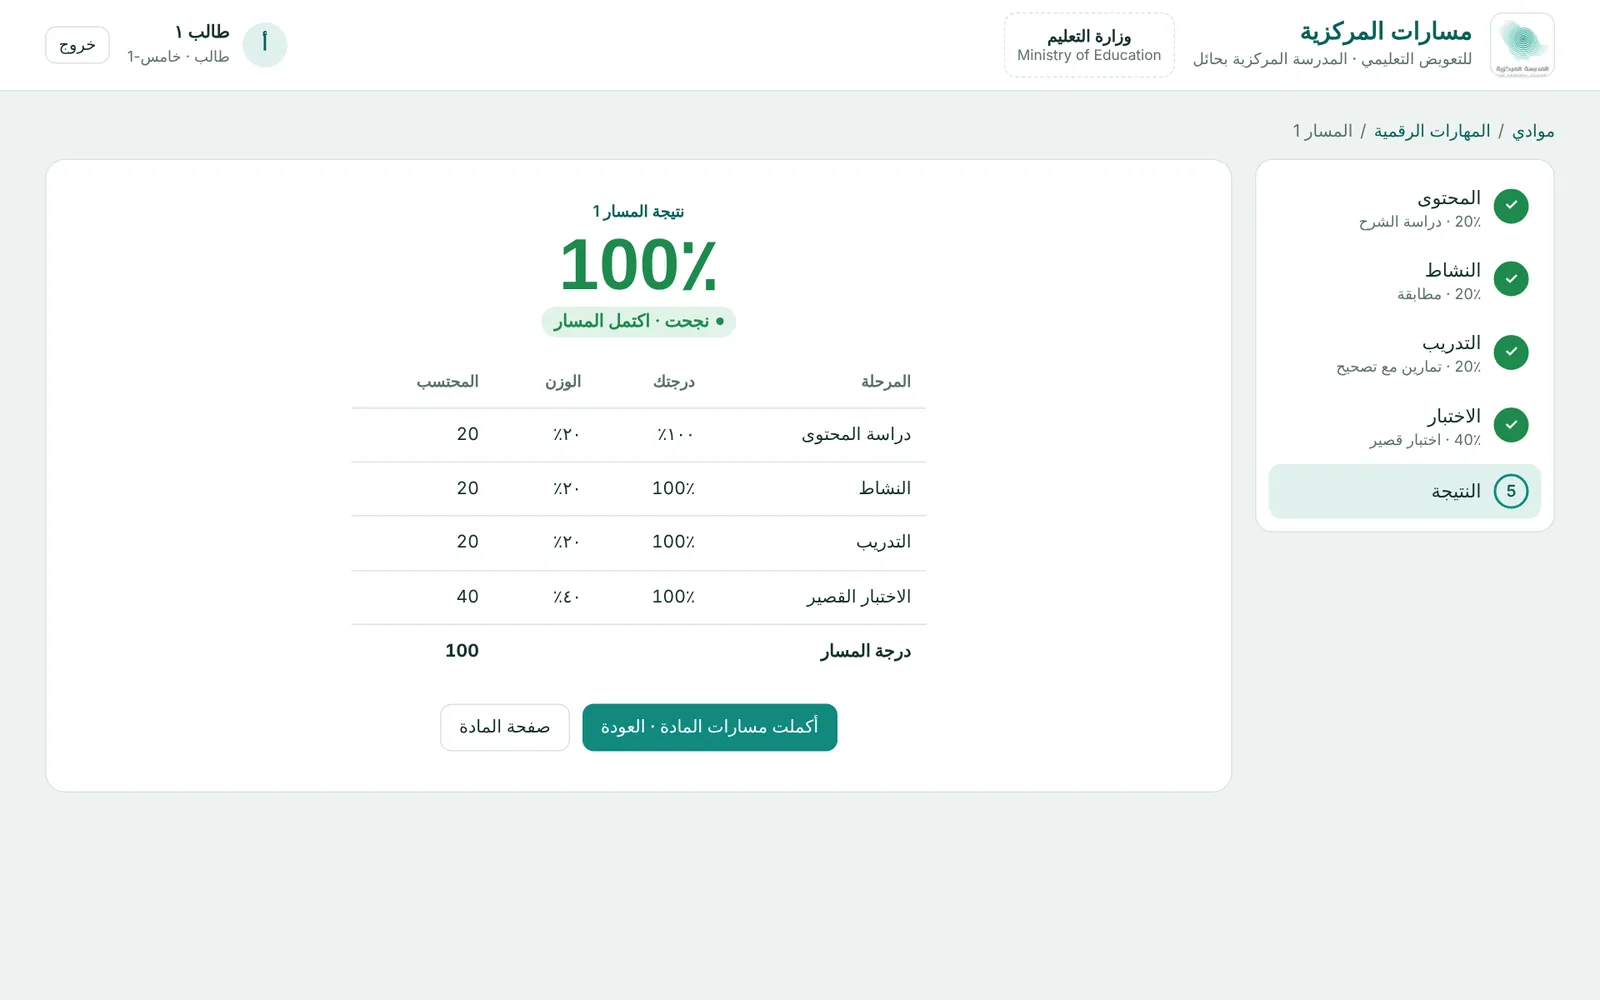 مسارات المركزية
للتعويض التعليمي · المدرسة المركزية بحائل
المدرسة المركزية
وزارة التعليم
Ministry of Education
أ
طالب ١
طالب · خامس-1
خروج
موادي / المهارات الرقمية / المسار 1
المحتوى
20٪ · دراسة الشرح
النشاط
20٪ · مطابقة
التدريب
20٪ · تمارين مع تصحيح
الاختبار
40٪ · اختبار قصير
5 النتيجة
نتيجة المسار 1
100٪
نجحت · اكتمل المسار
المرحلة درجتك الوزن المحتسب
دراسة المحتوى ١٠٠٪ ٢٠٪ 20
النشاط 100٪ ٢٠٪ 20
التدريب 100٪ ٢٠٪ 20
الاختبار القصير 100٪ ٤٠٪ 40
درجة المسار 100
أكملت مسارات المادة · العودة
صفحة المادة